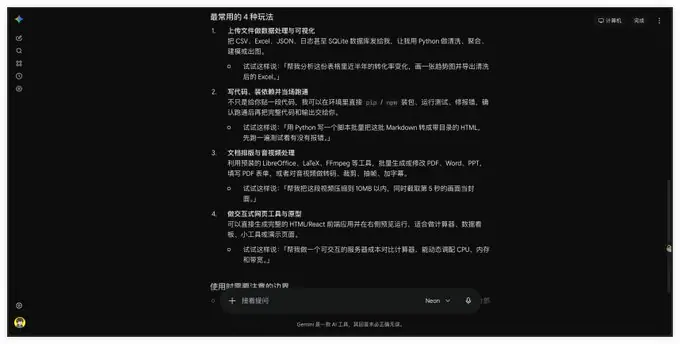 最常用的 4 种玩法
计算机
完成
1. 上传文件做数据处理与可视化
把 CSV、Excel、JSON、日志甚至 SQLite 数据库发给我，让我用 Python 做清洗、聚合、
建模或出图。
试试这样说：「帮我分析这份表格里近半年的转化率变化，画一张趋势图并导出清洗
后的 Excel。」
2. 写代码、装依赖并当场跑通
不只是给你贴一段代码，我可以在环境里直接 pip / npm 装包、运行测试、修报错，确
认跑通后再把完整代码和输出交给你。
试试这样说：「用 Python 写一个脚本批量把这批 Markdown 转成带目录的 HTML，
先跑一遍测试看有没有报错。」
3. 文档排版与音视频处理
利用预装的 LibreOffice、LaTeX、FFmpeg 等工具，批量生成或修改 PDF、Word、PPT，
填写 PDF 表单，或者对音视频做转码、裁剪、抽帧、加字幕。
试试这样说：「帮我把这段视频压缩到 10MB 以内，同时截取第 5 秒的画面当封
面。」
4. 做交互式网页工具与原型
可以直接生成完整的 HTML/React 前端应用并在右侧预览运行，适合做计算器、数据看
板、小工具或演示页面。
试试这样说：「帮我做一个可交互的服务器成本对比计算器，能动态调配 CPU、内存
和带宽。」
使用时需要注意的边界
接着提问
Neon
Gemini 是一款 AI 工具，其回答未必正确无误。